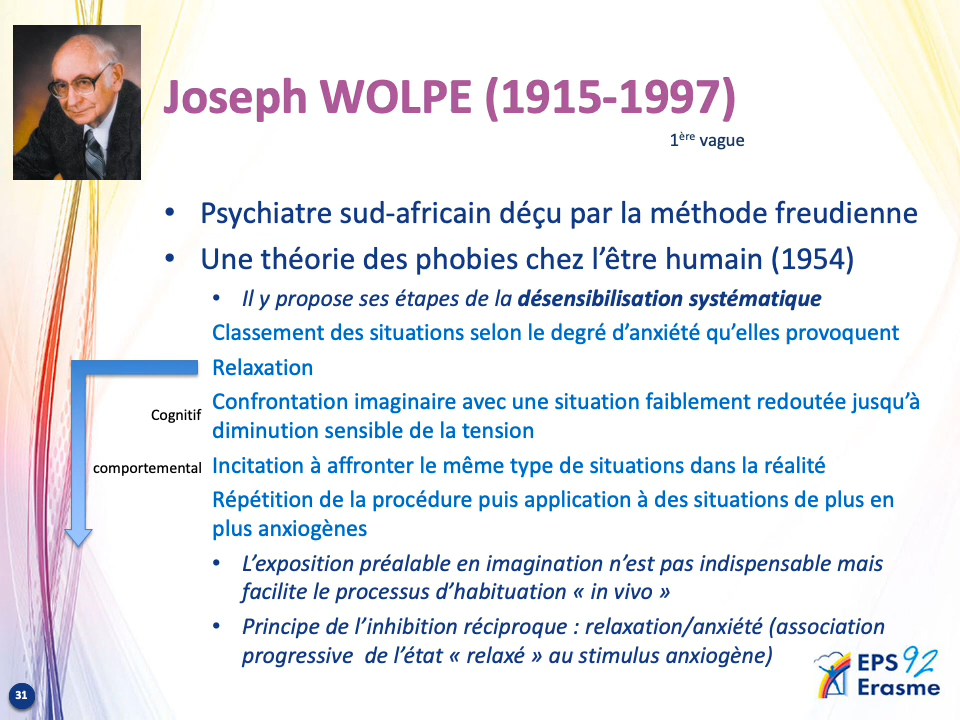 Joseph WOLPE (1915-1997)
1ère vague
• Psychiatre sud-africain déçu par la méthode freudienne
• Une théorie des phobies chez l’être humain (1954)
• Il y propose ses étapes de la désensibilisation systématique
Classement des situations selon le degré d’anxiété qu’elles provoquent
Relaxation
Cognitif
Confrontation imaginaire avec une situation faiblement redoutée jusqu’à
diminution sensible de la tension
comportemental
Incitation à affronter le même type de situations dans la réalité
Répétition de la procédure puis application à des situations de plus en
plus anxiogènes
• L’exposition préalable en imagination n’est pas indispensable mais
facilite le processus d’habituation « in vivo »
• Principe de l’inhibition réciproque : relaxation/anxiété (association
progressive de l’état « relaxé » au stimulus anxiogène)
EPS 92
Erasme
31